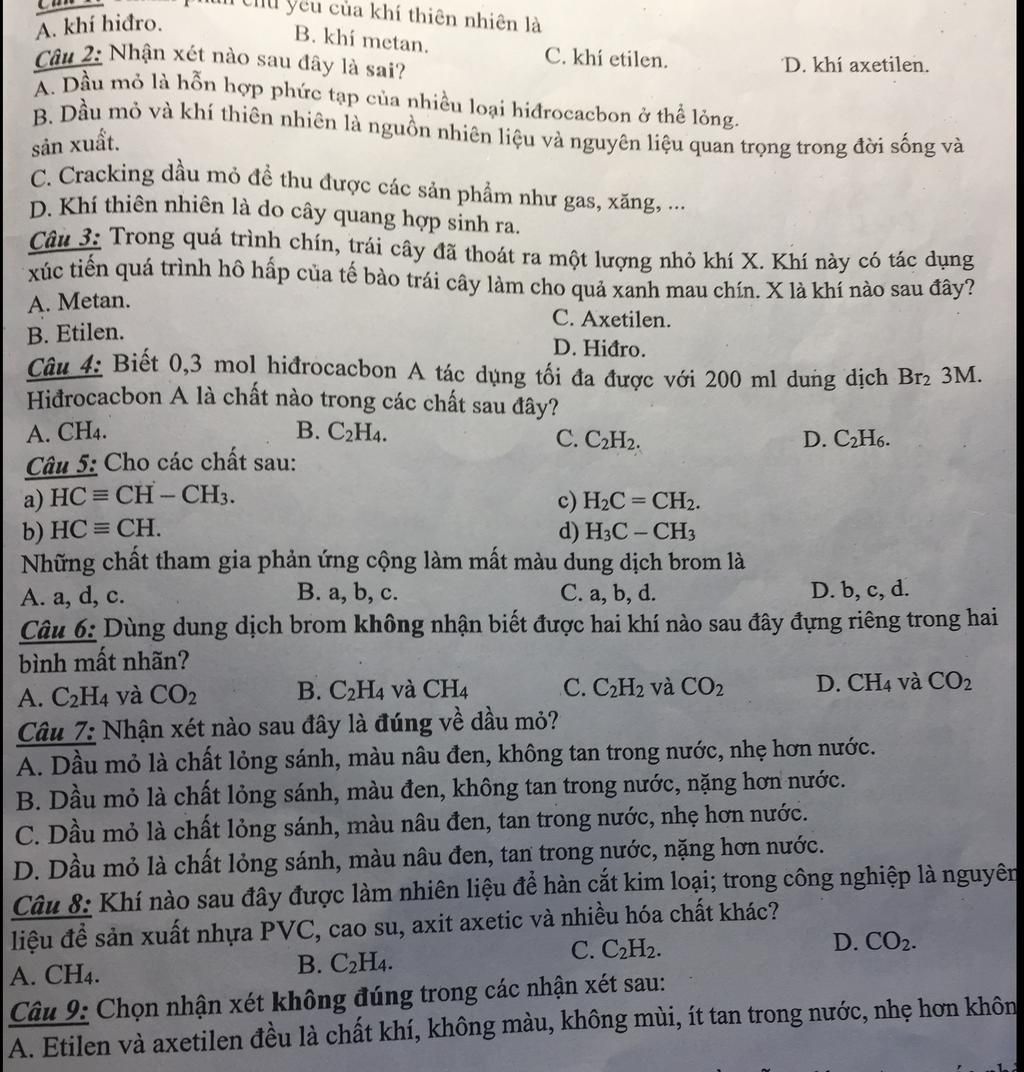 yếu của khí thiên nhiên là
A. khí hiđro. B. khí metan. C. khí etilen. D. khí axetilen.
Câu 2: Nhận xét nào sau đây là sai?
A. Dầu mỏ là hỗn hợp phức tạp của nhiều loại hiđrocacbon ở thể lỏng.
B. Dầu mỏ và khí thiên nhiên là nguồn nhiên liệu và nguyên liệu quan trọng trong đời sống và
sản xuất.
C. Cracking dầu mỏ để thu được các sản phẩm như gas, xăng, ...
D. Khí thiên nhiên là do cây quang hợp sinh ra.
Câu 3: Trong quá trình chín, trái cây đã thoát ra một lượng nhỏ khí X. Khí này có tác dụng
xúc tiến quá trình hô hấp của tế bào trái cây làm cho quả xanh mau chín. X là khí nào sau đây?
A. Metan. C. Axetilen.
B. Etilen. D. Hiđro.
Câu 4: Biết 0,3 mol hiđrocacbon A tác dụng tối đa được với 200 ml dung dịch Br₂ 3M.
Hiđrocacbon A là chất nào trong các chất sau đây?
A. CH₄. B. C₂H₄. C. C₂H₂. D. C₂H₆.
Câu 5: Cho các chất sau:
a) HC ≡ CH – CH₃. c) H₂C = CH₂.
b) HC ≡ CH. d) H₃C – CH₃
Những chất tham gia phản ứng cộng làm mất màu dung dịch brom là
A. a, d, c. B. a, b, c. C. a, b, d. D. b, c, d.
Câu 6: Dùng dung dịch brom không nhận biết được hai khí nào sau đây đựng riêng trong hai
bình mất nhãn?
A. C₂H₄ và CO₂ B. C₂H₄ và CH₄ C. C₂H₂ và CO₂ D. CH₄ và CO₂
Câu 7: Nhận xét nào sau đây là đúng về dầu mỏ?
A. Dầu mỏ là chất lỏng sánh, màu nâu đen, không tan trong nước, nhẹ hơn nước.
B. Dầu mỏ là chất lỏng sánh, màu đen, không tan trong nước, nặng hơn nước.
C. Dầu mỏ là chất lỏng sánh, màu nâu đen, tan trong nước, nhẹ hơn nước.
D. Dầu mỏ là chất lỏng sánh, màu nâu đen, tan trong nước, nặng hơn nước.
Câu 8: Khí nào sau đây được làm nhiên liệu để hàn cắt kim loại; trong công nghiệp là nguyên
liệu để sản xuất nhựa PVC, cao su, axit axetic và nhiều hóa chất khác?
A. CH₄. B. C₂H₄. C. C₂H₂. D. CO₂.
Câu 9: Chọn nhận xét không đúng trong các nhận xét sau:
A. Etilen và axetilen đều là chất khí, không màu, không mùi, ít tan trong nước, nhẹ hơn khôn